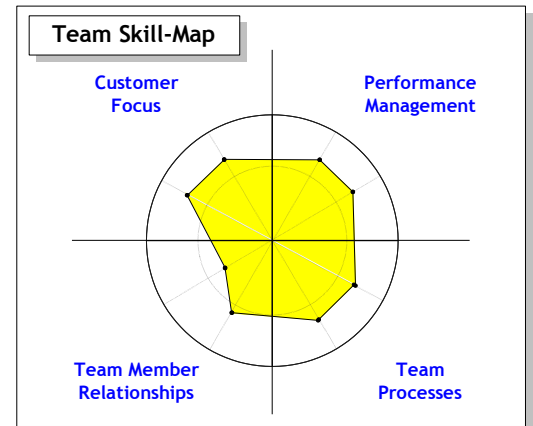 Team Skill-Map
Customer
Focus
Performance
Management
Team Member
Relationships
Team
Processes